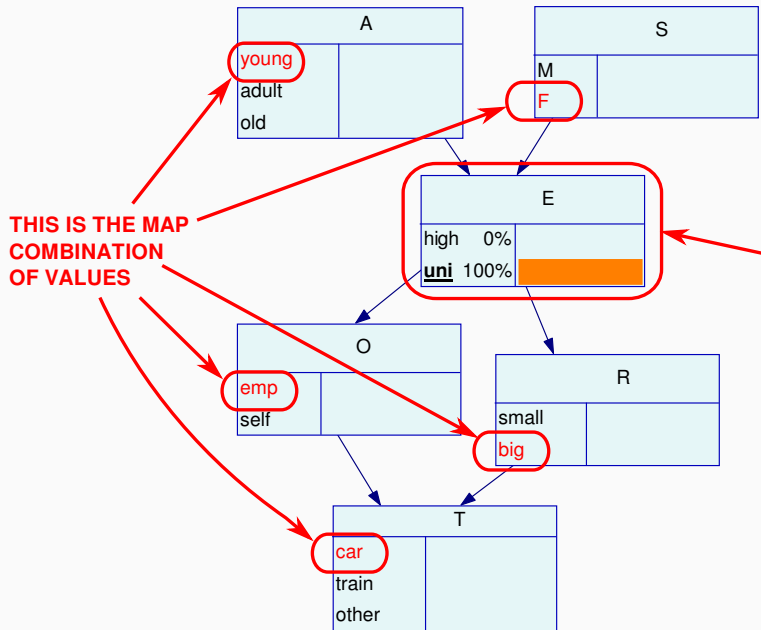 A
young
adult
old
S
M
F
THIS IS THE MAP
COMBINATION
OF VALUES
E
high 0%
uni 100%
O
emp
self
R
small
big
T
car
train
other